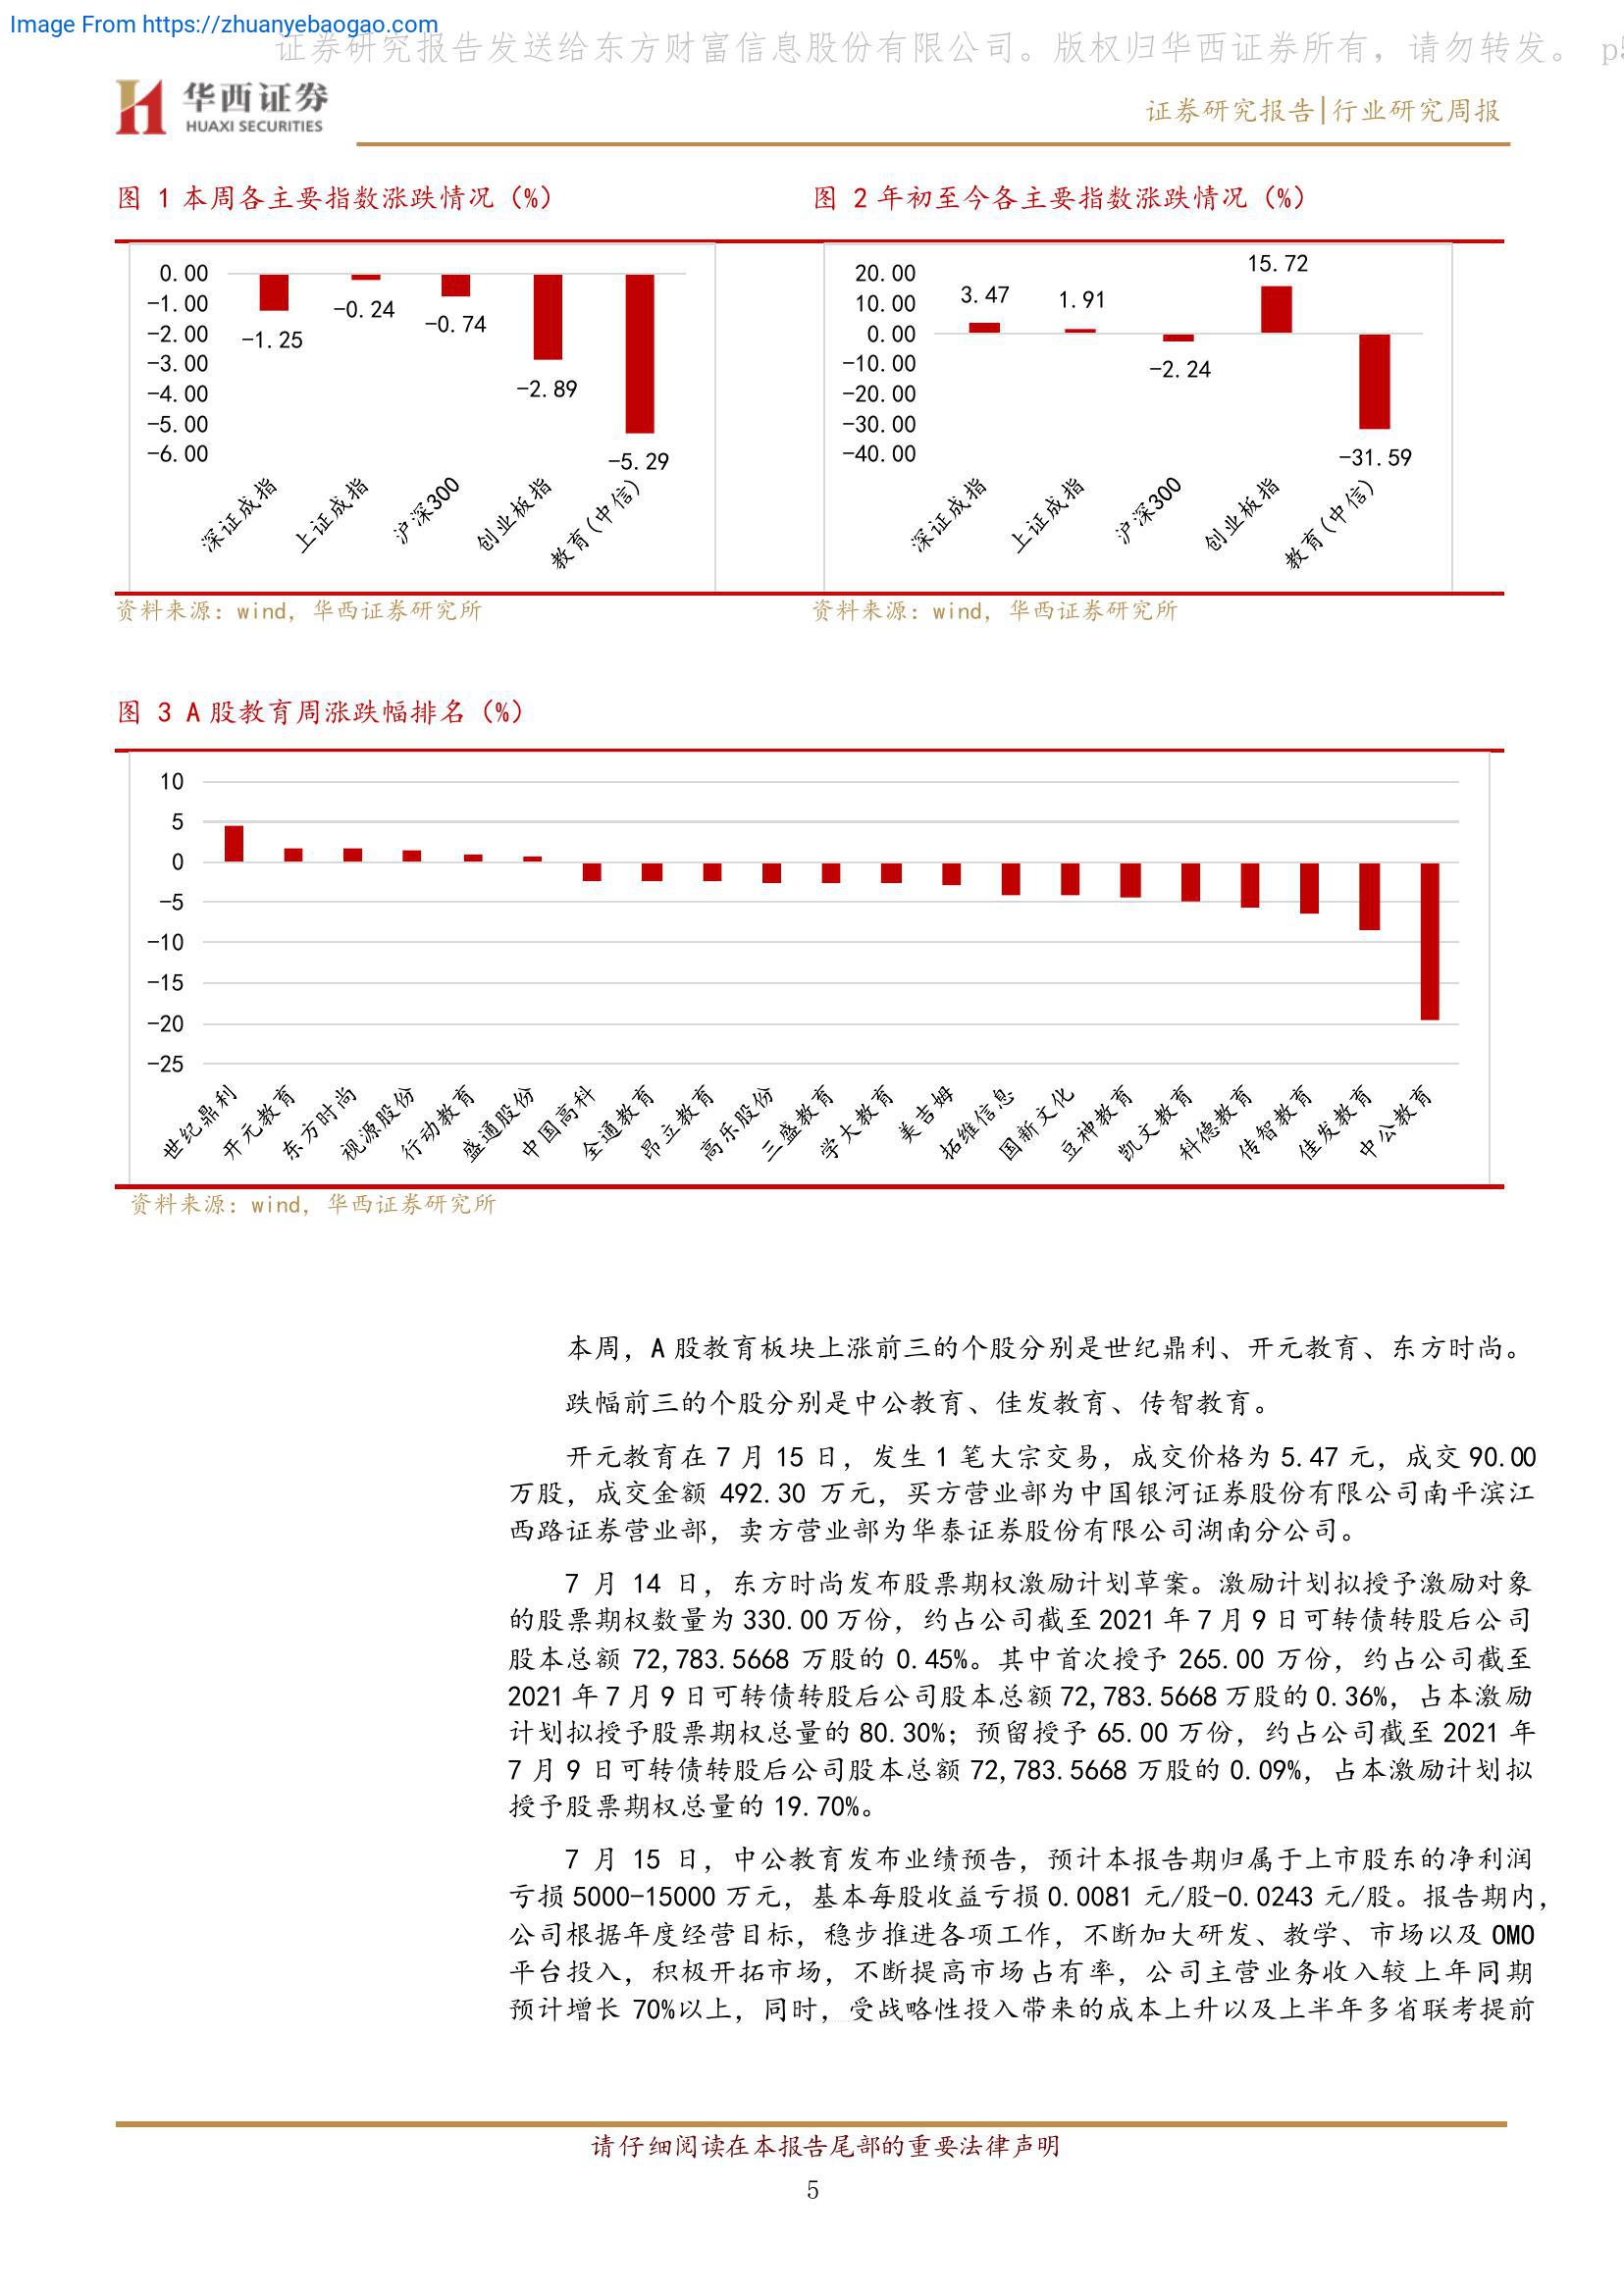 Image From https://zhuanyebaogao.com
证券研究报告发送给东方财富信息股份有限公司。版权归华西证券所有，请勿转发。 p5
华西证券
HUAXI SECURITIES
证券研究报告|行业研究周报
图 1 本周各主要指数涨跌情况（%）
0.00
-1.00
-2.00
-3.00
-4.00
-5.00
-6.00
-1.25
-0.24
-0.74
-2.89
-5.29
深证成指
上证成指
沪深300
创业板指
教育(中信)
资料来源：wind，华西证券研究所
图 2 年初至今各主要指数涨跌情况（%）
20.00
10.00
0.00
-10.00
-20.00
-30.00
-40.00
3.47
1.91
-2.24
15.72
-31.59
深证成指
上证成指
沪深300
创业板指
教育(中信)
资料来源：wind，华西证券研究所
图 3 A 股教育周涨跌幅排名（%）
10
5
0
-5
-10
-15
-20
-25
世纪鼎利
开元教育
东方时尚
视源股份
行动教育
盛通股份
中国高科
全通教育
昂立教育
高乐股份
三盛教育
学大教育
美吉姆
拓维信息
国新文化
豆神教育
凯文教育
科德教育
传智教育
佳发教育
中公教育
资料来源：wind，华西证券研究所
本周，A 股教育板块上涨前三的个股分别是世纪鼎利、开元教育、东方时尚。
跌幅前三的个股分别是中公教育、佳发教育、传智教育。
开元教育在 7 月 15 日，发生 1 笔大宗交易，成交价格为 5.47 元，成交 90.00
万股，成交金额 492.30 万元，买方营业部为中国银河证券股份有限公司南平滨江
西路证券营业部，卖方营业部为华泰证券股份有限公司湖南分公司。
7 月 14 日，东方时尚发布股票期权激励计划草案。激励计划拟授予激励对象
的股票期权数量为 330.00 万份，约占公司截至 2021 年 7 月 9 日可转债转股后公司
股本总额 72,783.5668 万股的 0.45%。其中首次授予 265.00 万份，约占公司截至
2021 年 7 月 9 日可转债转股后公司股本总额 72,783.5668 万股的 0.36%，占本激励
计划拟授予股票期权总量的 80.30%；预留授予 65.00 万份，约占公司截至 2021 年
7 月 9 日可转债转股后公司股本总额 72,783.5668 万股的 0.09%，占本激励计划拟
授予股票期权总量的 19.70%。
7 月 15 日，中公教育发布业绩预告，预计本报告期归属于上市股东的净利润
亏损 5000-15000 万元，基本每股收益亏损 0.0081 元/股-0.0243 元/股。报告期内，
公司根据年度经营目标，稳步推进各项工作，不断加大研发、教学、市场以及 OMO
平台投入，积极开拓市场，不断提高市场占有率，公司主营业务收入较上年同期
预计增长 70%以上，同时，受战略性投入带来的成本上升以及上半年多省联考提前
请仔细阅读在本报告尾部的重要法律声明
5